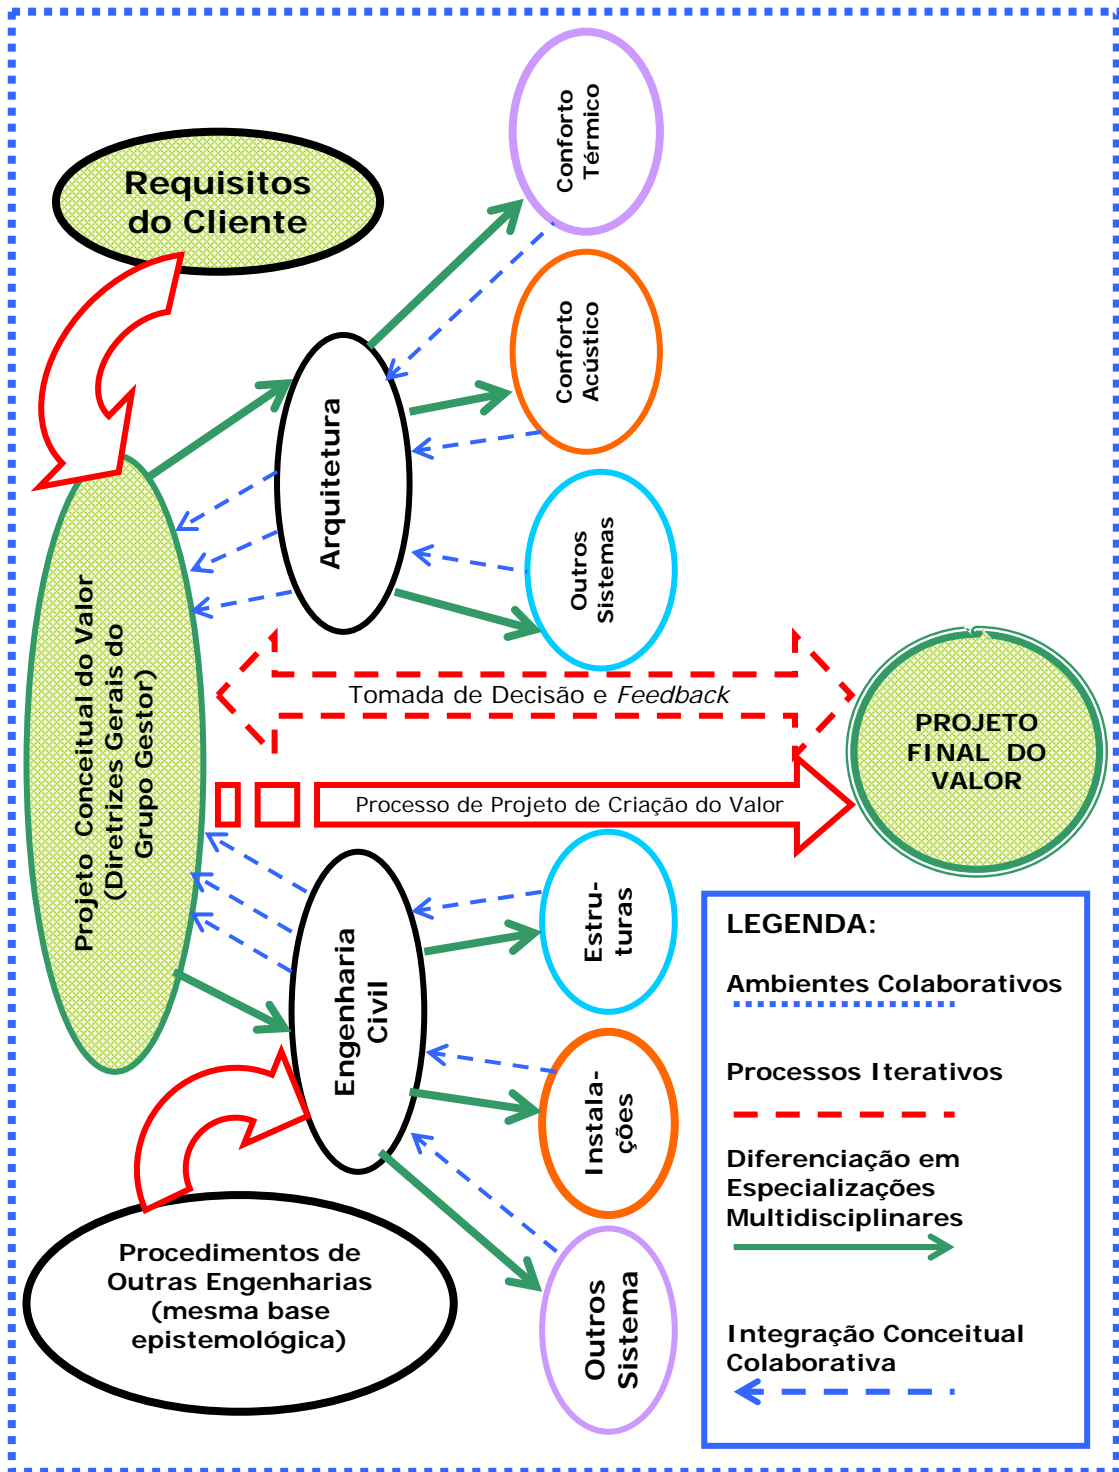 Requisitos
do Cliente
Conforto
Térmico
Conforto
Acústico
Outros
Sistemas
Arquitetura
Projeto Conceitual do Valor
(Diretrizes Gerais do
Grupo Gestor)
Tomada de Decisão e Feedback
Processo de Projeto de Criação do Valor
PROJETO
FINAL DO
VALOR
Engenharia
Civil
Estru-
turas
Instala-
ções
Outros
Sistema
Procedimentos de
Outras Engenharias
(mesma base
epistemológica)
LEGENDA:
Ambientes Colaborativos
Processos Iterativos
Diferenciação em
Especializações
Multidisciplinares
Integração Conceitual
Colaborativa